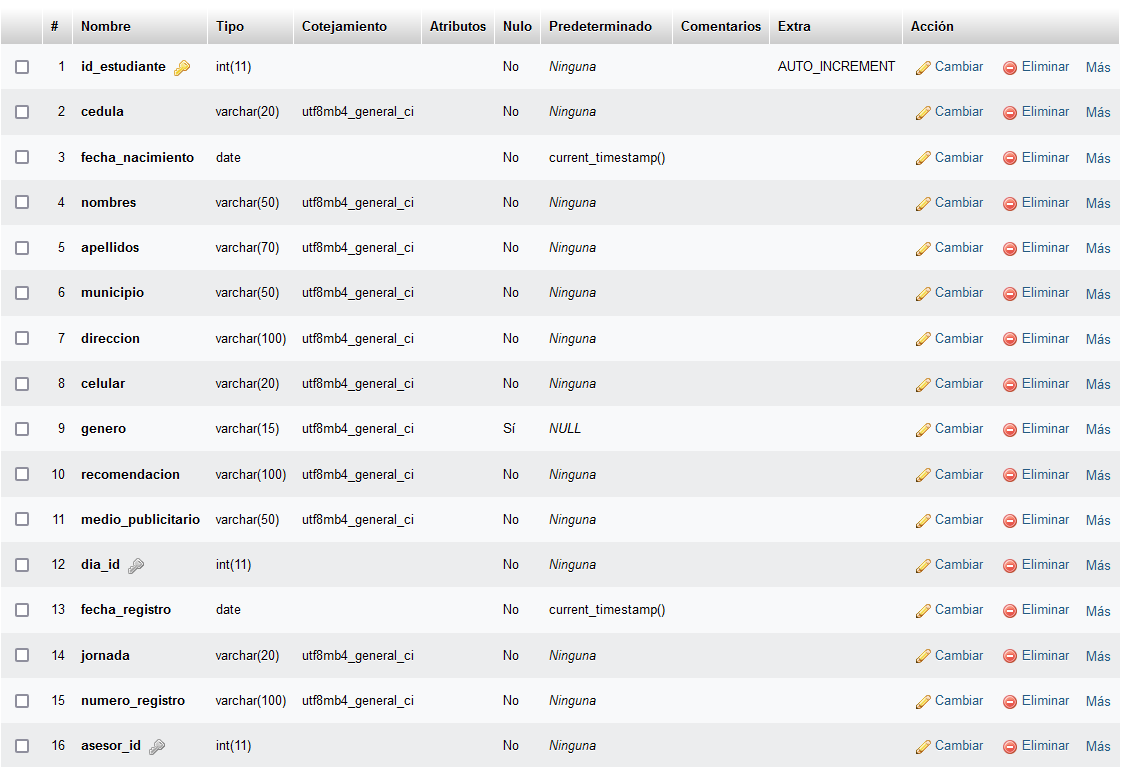 # Nombre Tipo Cotejamiento Atributos Nulo Predeterminado Comentarios Extra Acción
1 id_estudiante int(11) No Ninguna AUTO_INCREMENT Cambiar Eliminar Más
2 cedula varchar(20) utf8mb4_general_ci No Ninguna Cambiar Eliminar Más
3 fecha_nacimiento date No current_timestamp() Cambiar Eliminar Más
4 nombres varchar(50) utf8mb4_general_ci No Ninguna Cambiar Eliminar Más
5 apellidos varchar(70) utf8mb4_general_ci No Ninguna Cambiar Eliminar Más
6 municipio varchar(50) utf8mb4_general_ci No Ninguna Cambiar Eliminar Más
7 direccion varchar(100) utf8mb4_general_ci No Ninguna Cambiar Eliminar Más
8 celular varchar(20) utf8mb4_general_ci No Ninguna Cambiar Eliminar Más
9 genero varchar(15) utf8mb4_general_ci Sí NULL Cambiar Eliminar Más
10 recomendacion varchar(100) utf8mb4_general_ci No Ninguna Cambiar Eliminar Más
11 medio_publicitario varchar(50) utf8mb4_general_ci No Ninguna Cambiar Eliminar Más
12 dia_id int(11) No Ninguna Cambiar Eliminar Más
13 fecha_registro date No current_timestamp() Cambiar Eliminar Más
14 jornada varchar(20) utf8mb4_general_ci No Ninguna Cambiar Eliminar Más
15 numero_registro varchar(100) utf8mb4_general_ci No Ninguna Cambiar Eliminar Más
16 asesor_id int(11) No Ninguna Cambiar Eliminar Más